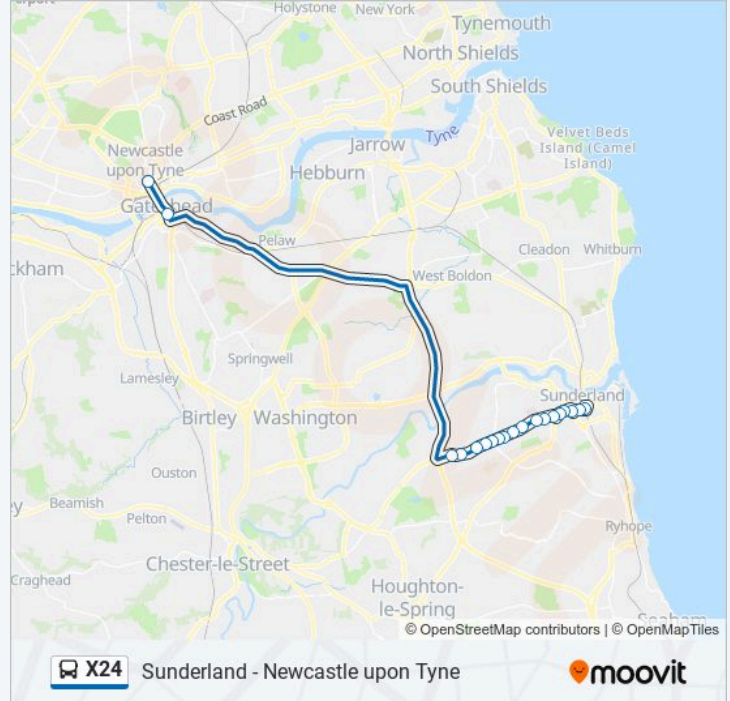 Holystone
New York
Tynemouth
North Shields
South Shields
Coast Road
Tyne
Velvet Beds
Island (Camel
Island)
Newcastle
upon Tyne
Jarrow
Hebburn
Gateshead
Pelaw
Cleadon
Whitburn
ckham
West Boldon
Springwell
Lamesley
Birtley
Washington
Sunderland
Ouston
Beamish
Pelton
Ryhope
Chester-le-Street
Craghead
Houghton-
le-Spring
Seaham
© OpenStreetMap contributors | © OpenMapTiles
X24
Sunderland - Newcastle upon Tyne
moovit